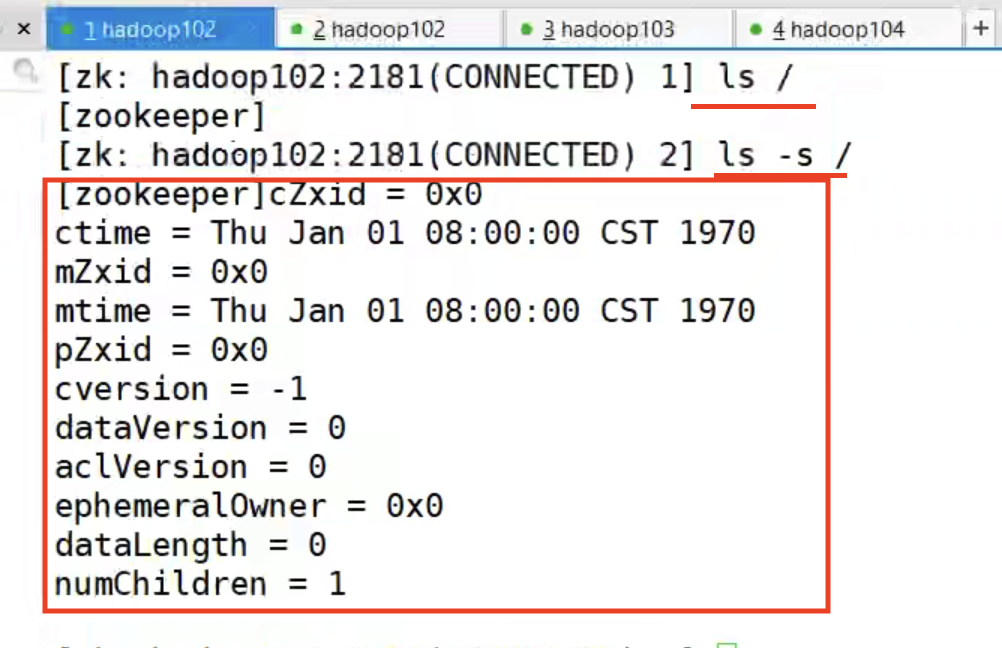 × 1 hadoop102 2 hadoop102 3 hadoop103 4 hadoop104 +
[zk: hadoop102:2181(CONNECTED) 1] ls /
[zookeeper]
[zk: hadoop102:2181(CONNECTED) 2] ls -s /
[zookeeper]cZxid = 0x0
ctime = Thu Jan 01 08:00:00 CST 1970
mZxid = 0x0
mtime = Thu Jan 01 08:00:00 CST 1970
pZxid = 0x0
cversion = -1
dataVersion = 0
aclVersion = 0
ephemeralOwner = 0x0
dataLength = 0
numChildren = 1